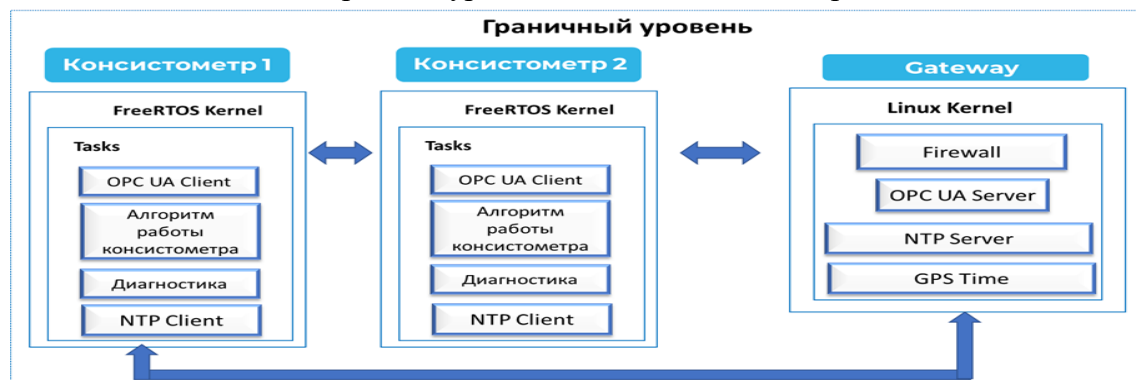 Граничный уровень
Консистометр 1
FreeRTOS Kernel
Tasks
OPC UA Client
Алгоритм
работы
консистометра
Диагностика
NTP Client
Консистометр 2
FreeRTOS Kernel
Tasks
OPC UA Client
Алгоритм
работы
консистометра
Диагностика
NTP Client
Gateway
Linux Kernel
Firewall
OPC UA Server
NTP Server
GPS Time